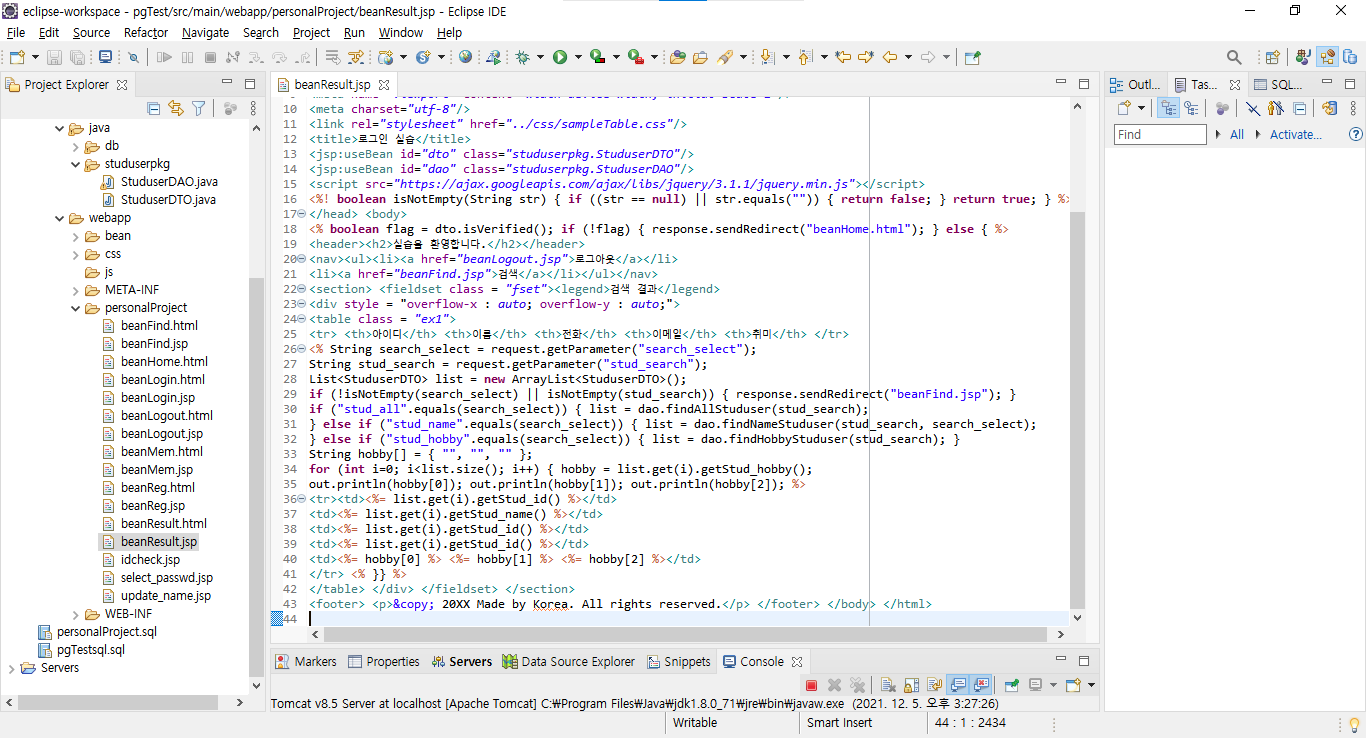 eclipse-workspace - pgTest/src/main/webapp/personalProject/beanResult.jsp - Eclipse IDE
File Edit Source Refactor Navigate Search Project Run Window Help
Project Explorer
java
db
studuserpkg
StuduserDAO.java
StuduserDTO.java
webapp
bean
css
js
META-INF
personalProject
beanFind.html
beanFind.jsp
beanHome.html
beanLogin.html
beanLogin.jsp
beanLogout.html
beanLogout.jsp
beanMem.html
beanMem.jsp
beanReg.html
beanReg.jsp
beanResult.html
beanResult.jsp
idcheck.jsp
select_passwd.jsp
update_name.jsp
WEB-INF
personalProject.sql
pgTestsql.sql
Servers
beanResult.jsp
10 <meta charset="utf-8"/>
11 <link rel="stylesheet" href="../css/sampleTable.css"/>
12 <title>로그인 실습</title>
13 <jsp:useBean id="dto" class="studuserpkg.StuduserDTO"/>
14 <jsp:useBean id="dao" class="studuserpkg.StuduserDAO"/>
15 <script src="https://ajax.googleapis.com/ajax/libs/jquery/3.1.1/jquery.min.js"></script>
16 <%! boolean isNotEmpty(String str) { if ((str == null) || str.equals("")) { return false; } return true; } %>
17 </head> <body>
18 <% boolean flag = dto.isVerified(); if (!flag) { response.sendRedirect("beanHome.html"); } else { %>
19 <header><h2>실습을 환영합니다.</h2></header>
20 <nav><ul><li><a href="beanLogout.jsp">로그아웃</a></li>
21 <li><a href="beanFind.jsp">검색</a></li></ul></nav>
22 <section> <fieldset class = "fset"><legend>검색 결과</legend>
23 <div style = "overflow-x : auto; overflow-y : auto;">
24 <table class = "ex1">
25 <tr> <th>아이디</th> <th>이름</th> <th>전화</th> <th>이메일</th> <th>취미</th> </tr>
26 <% String search_select = request.getParameter("search_select");
27 String stud_search = request.getParameter("stud_search");
28 List<StuduserDTO> list = new ArrayList<StuduserDTO>();
29 if (!isNotEmpty(search_select) || isNotEmpty(stud_search)) { response.sendRedirect("beanFind.jsp"); }
30 if ("stud_all".equals(search_select)) { list = dao.findAllStuduser(stud_search);
31 } else if ("stud_name".equals(search_select)) { list = dao.findNameStuduser(stud_search, search_select);
32 } else if ("stud_hobby".equals(search_select)) { list = dao.findHobbyStuduser(stud_search); }
33 String hobby[] = { "", "", "" };
34 for (int i=0; i<list.size(); i++) { hobby = list.get(i).getStud_hobby();
35 out.println(hobby[0]); out.println(hobby[1]); out.println(hobby[2]); %>
36 <tr><td><%= list.get(i).getStud_id() %></td>
37 <td><%= list.get(i).getStud_name() %></td>
38 <td><%= list.get(i).getStud_id() %></td>
39 <td><%= list.get(i).getStud_id() %></td>
40 <td><%= hobby[0] %> <%= hobby[1] %> <%= hobby[2] %></td>
41 </tr> <% }} %>
42 </table> </div> </fieldset> </section>
43 <footer> <p>&copy; 20XX Made by Korea. All rights reserved.</p> </footer> </body> </html>
44
Outl... Tas... SQL...
Find All Activate...
Markers Properties Servers Data Source Explorer Snippets Console
Tomcat v8.5 Server at localhost [Apache Tomcat] C:₩Program Files₩Java₩jdk1.8.0_71₩jre₩bin₩javaw.exe (2021. 12. 5. 오후 3:27:26)
Writable Smart Insert 44 : 1 : 2434